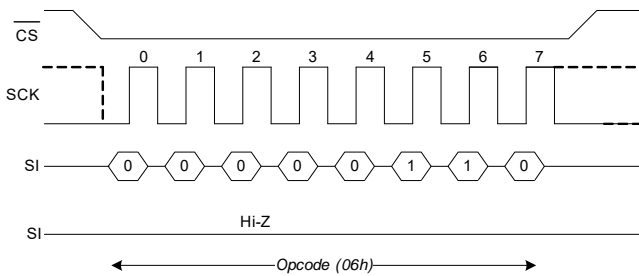 CS
0 1 2 3 4 5 6 7
SCK
SI 0 0 0 0 0 1 1 0
Hi-Z
SI
Opcode (06h)